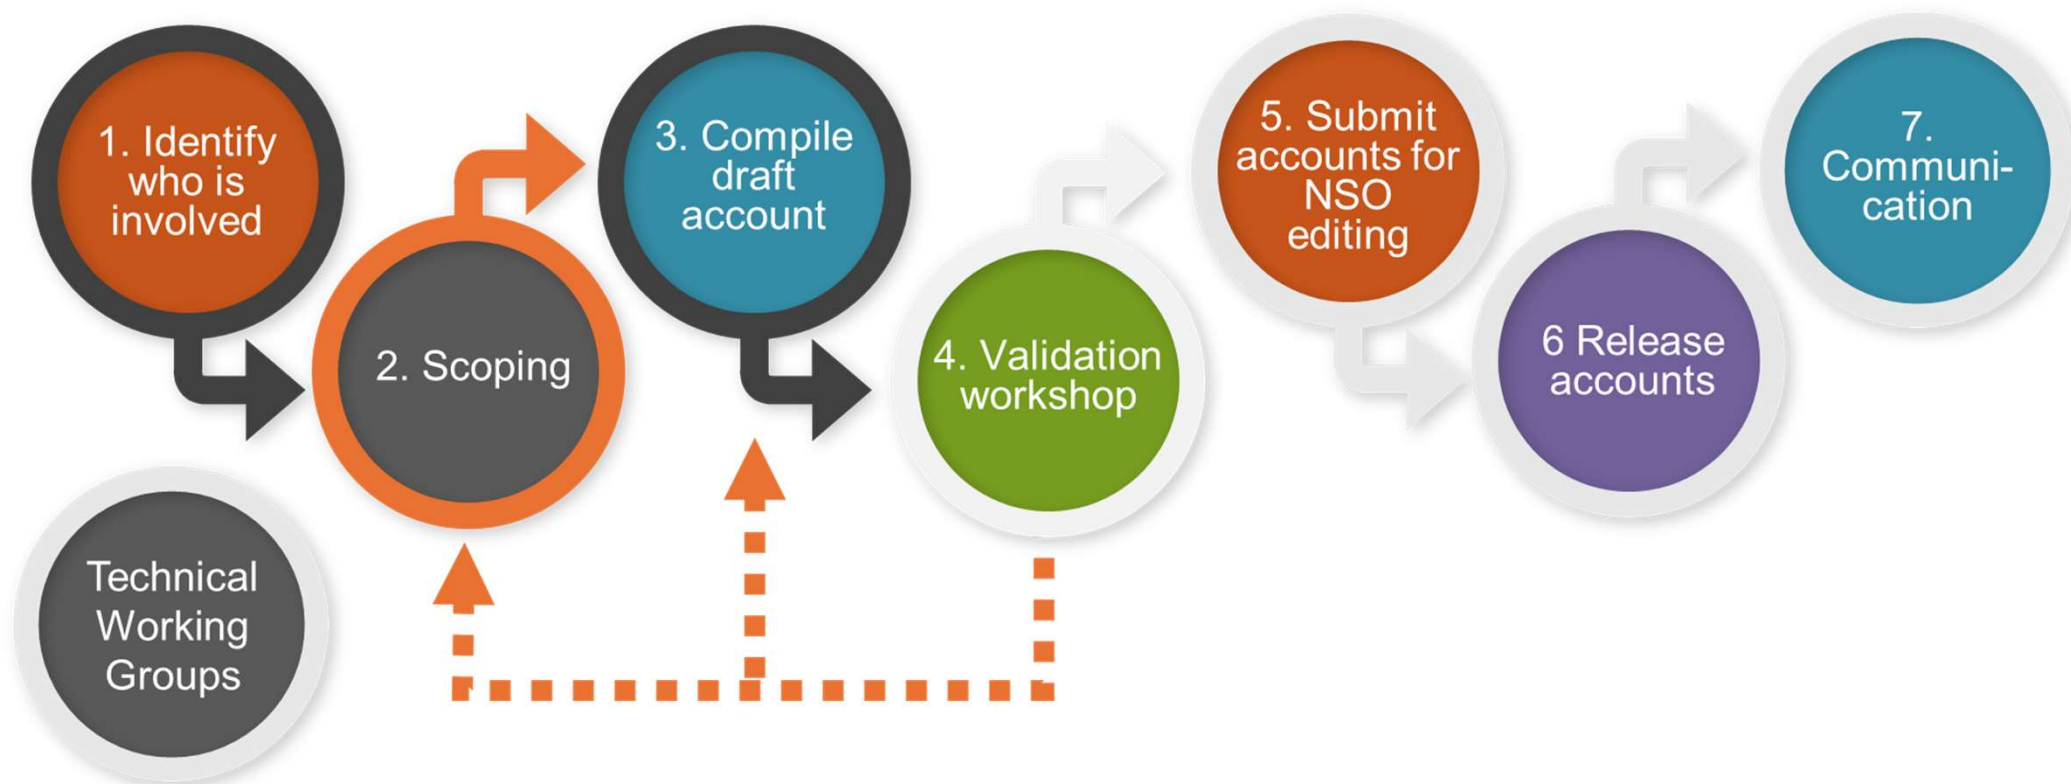 1. Identify
who is
involved
2. Scoping
3. Compile
draft
account
4. Validation
workshop
5. Submit
accounts for
NSO
editing
6 Release
accounts
7.
Communi-
cation
Technical
Working
Groups